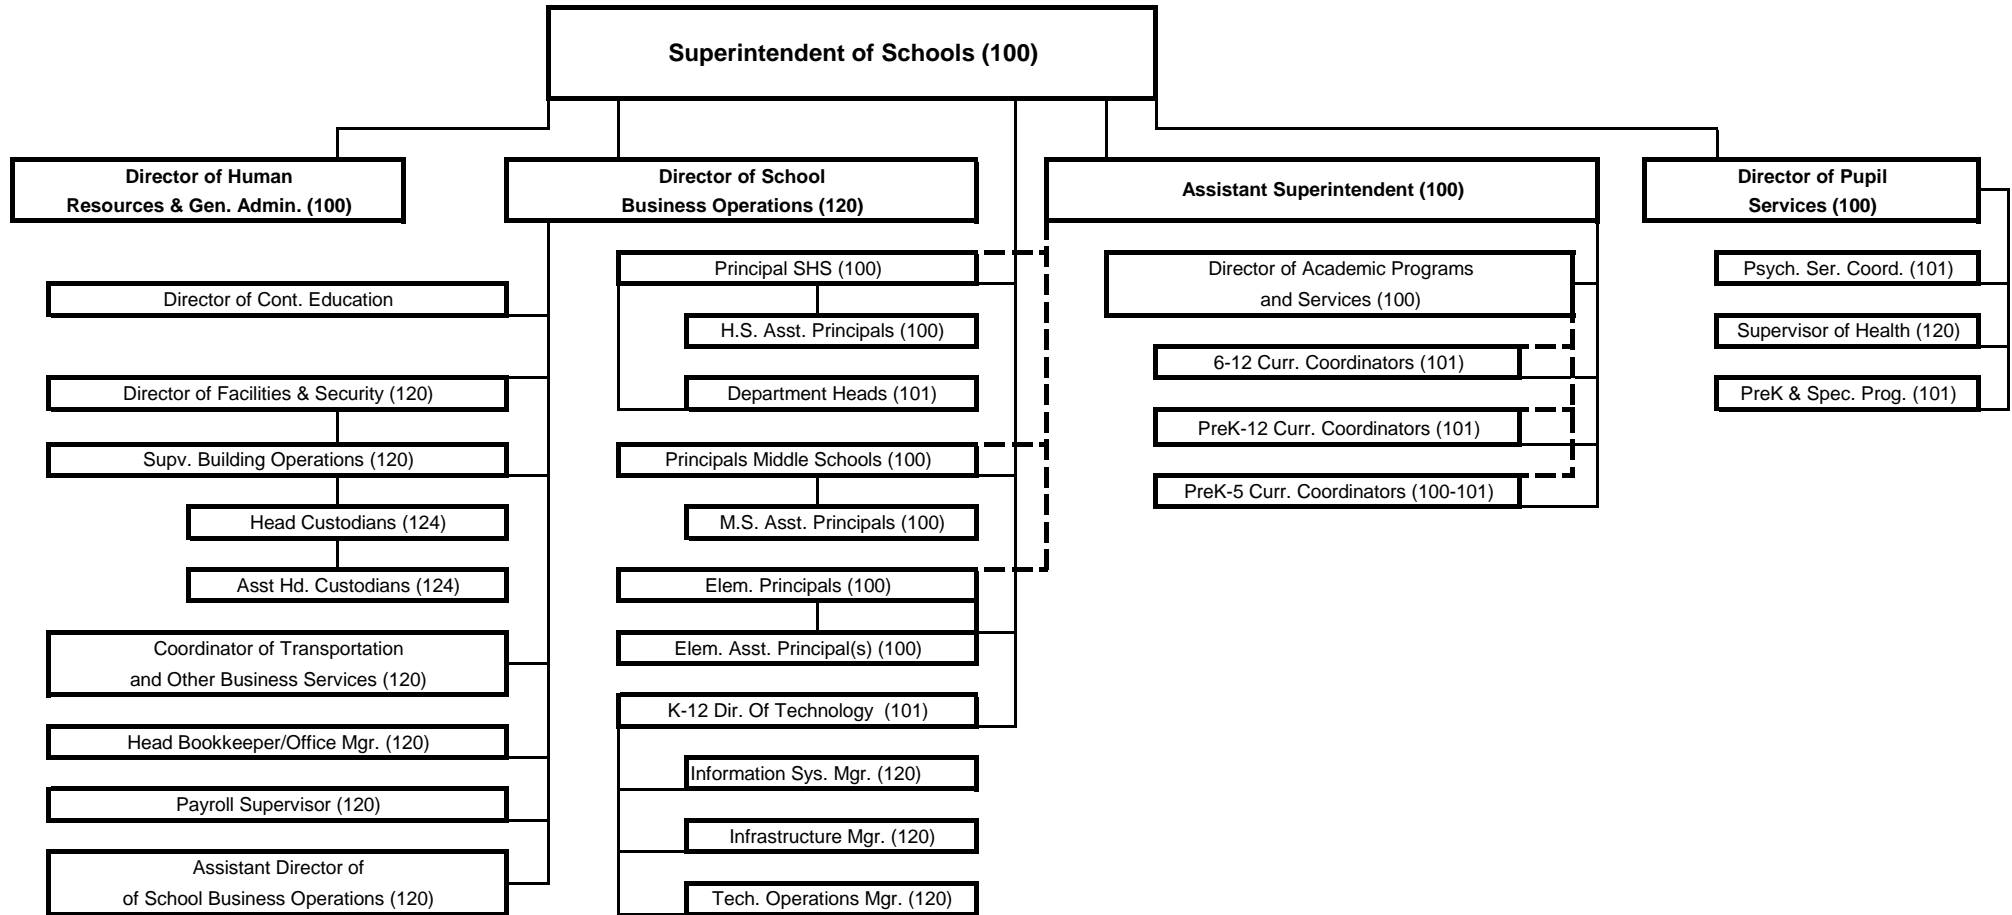 Superintendent of Schools (100)
Director of Human
Resources & Gen. Admin. (100)
Director of School
Business Operations (120)
Assistant Superintendent (100)
Director of Pupil
Services (100)
Director of Cont. Education
Director of Facilities & Security (120)
Supv. Building Operations (120)
Head Custodians (124)
Asst Hd. Custodians (124)
Coordinator of Transportation
and Other Business Services (120)
Head Bookkeeper/Office Mgr. (120)
Payroll Supervisor (120)
Assistant Director of
of School Business Operations (120)
Principal SHS (100)
H.S. Asst. Principals (100)
Department Heads (101)
Principals Middle Schools (100)
M.S. Asst. Principals (100)
Elem. Principals (100)
Elem. Asst. Principal(s) (100)
K-12 Dir. Of Technology (101)
Information Sys. Mgr. (120)
Infrastructure Mgr. (120)
Tech. Operations Mgr. (120)
Director of Academic Programs
and Services (100)
6-12 Curr. Coordinators (101)
PreK-12 Curr. Coordinators (101)
PreK-5 Curr. Coordinators (100-101)
Psych. Ser. Coord. (101)
Supervisor of Health (120)
PreK & Spec. Prog. (101)